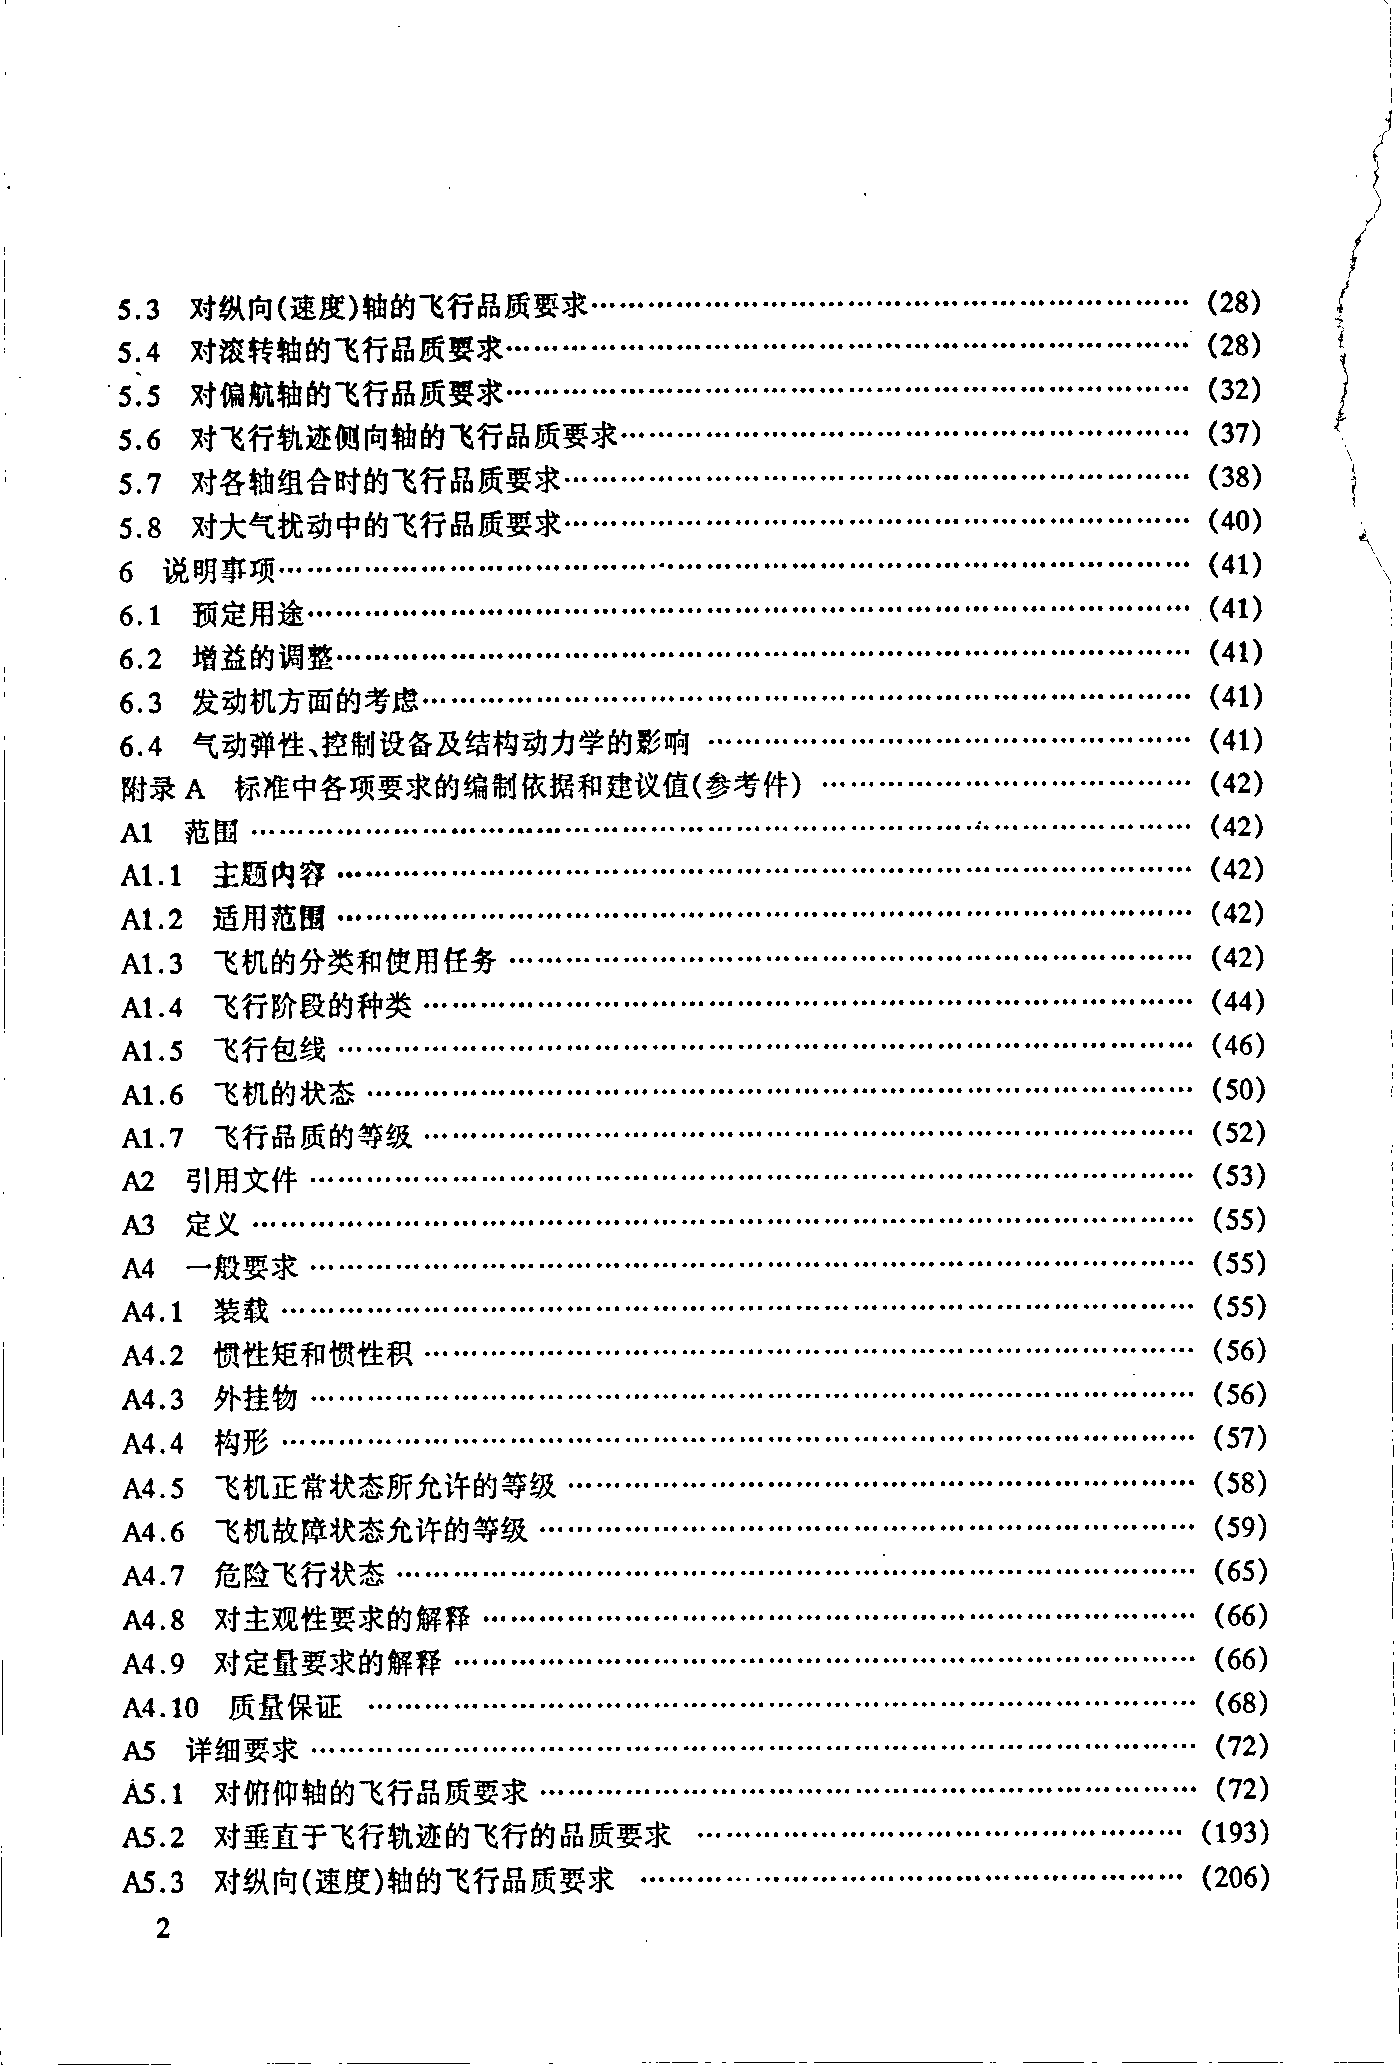 5.3 对纵向(速度)轴的飞行品质要求…………………………………………………………(28)
5.4 对滚转轴的飞行品质要求…………………………………………………………(28)
5.5 对偏航轴的飞行品质要求…………………………………………………………(32)
5.6 对飞行轨迹侧向轴的飞行品质要求…………………………………………………………(37)
5.7 对各轴组合时的飞行品质要求…………………………………………………………(38)
5.8 对大气扰动中的飞行品质要求…………………………………………………………(40)
6 说明事项…………………………………………………………(41)
6.1 预定用途…………………………………………………………(41)
6.2 增益的调整…………………………………………………………(41)
6.3 发动机方面的考虑…………………………………………………………(41)
6.4 气动弹性、控制设备及结构动力学的影响…………………………………………………………(41)
附录 A 标准中各项要求的编制依据和建议值(参考件)…………………………………………………………(42)
A1 范围…………………………………………………………(42)
A1.1 主题内容…………………………………………………………(42)
A1.2 适用范围…………………………………………………………(42)
A1.3 飞机的分类和使用任务…………………………………………………………(42)
A1.4 飞行阶段的种类…………………………………………………………(44)
A1.5 飞行包线…………………………………………………………(46)
A1.6 飞机的状态…………………………………………………………(50)
A1.7 飞行品质的等级…………………………………………………………(52)
A2 引用文件…………………………………………………………(53)
A3 定义…………………………………………………………(55)
A4 一般要求…………………………………………………………(55)
A4.1 装载…………………………………………………………(55)
A4.2 惯性矩和惯性积…………………………………………………………(56)
A4.3 外挂物…………………………………………………………(56)
A4.4 构形…………………………………………………………(57)
A4.5 飞机正常状态所允许的等级…………………………………………………………(58)
A4.6 飞机故障状态允许的等级…………………………………………………………(59)
A4.7 危险飞行状态…………………………………………………………(65)
A4.8 对主观性要求的解释…………………………………………………………(66)
A4.9 对定量要求的解释…………………………………………………………(66)
A4.10 质量保证…………………………………………………………(68)
A5 详细要求…………………………………………………………(72)
A5.1 对俯仰轴的飞行品质要求…………………………………………………………(72)
A5.2 对垂直于飞行轨迹的飞行的品质要求…………………………………………………………(193)
A5.3 对纵向(速度)轴的飞行品质要求…………………………………………………………(206)
2